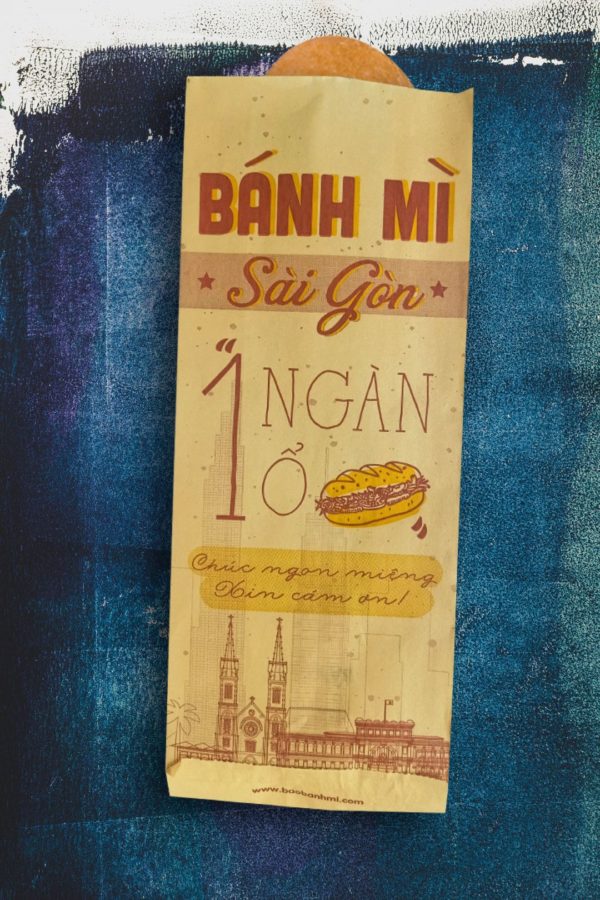 BÁNH MÌ
Sài Gòn
"1 NGÀN
Ổ "
Chúc ngon miệng
Xin cám ơn!
www.baobanhmi.com